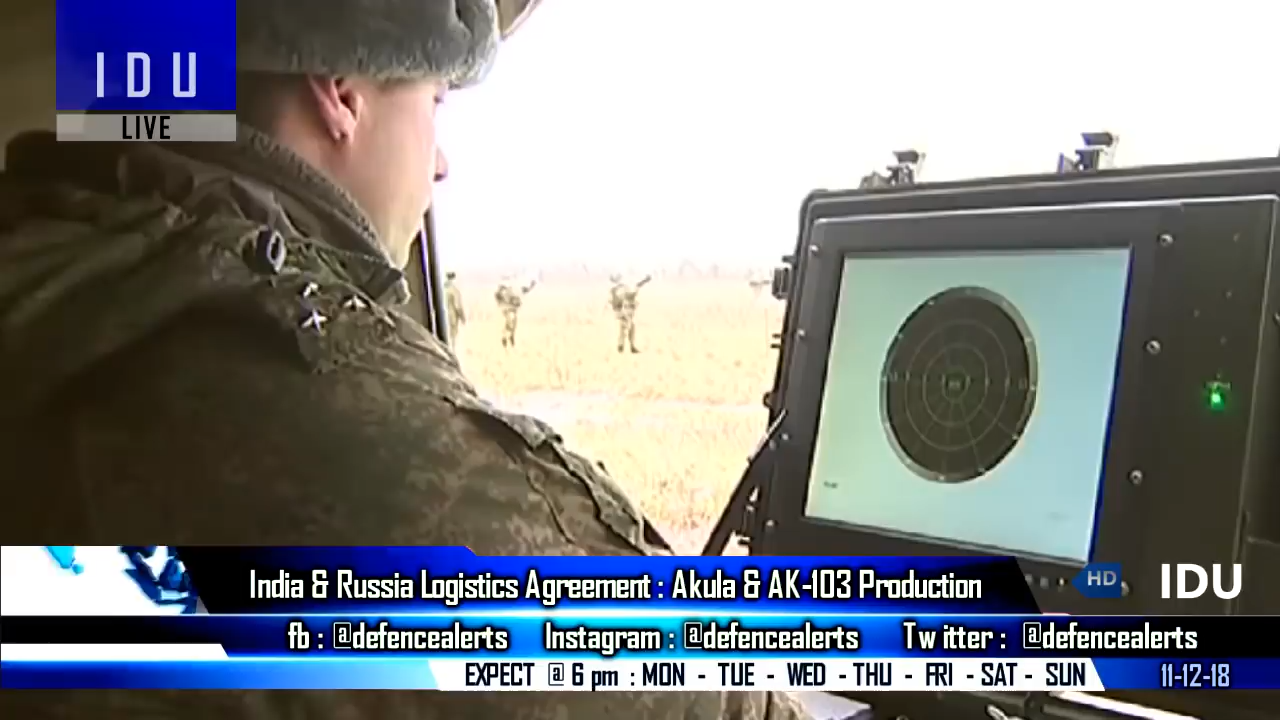 IDU
LIVE
India & Russia Logistics Agreement : Akula & AK-103 Production
HD
IDU
fb : @defencealerts Instagram : @defencealerts Twitter : @defencealerts
EXPECT @ 6 pm : MON - TUE - WED - THU - FRI - SAT - SUN
11-12-18